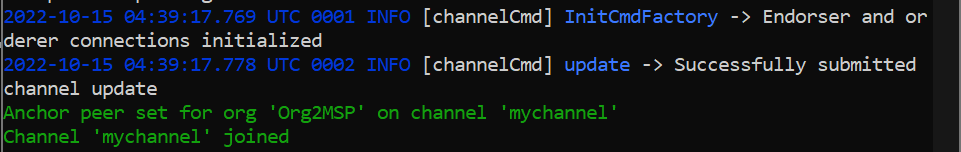 2022-10-15 04:39:17.769 UTC 0001 INFO [channelCmd] InitCmdFactory -> Endorser and or
derer connections initialized
2022-10-15 04:39:17.778 UTC 0002 INFO [channelCmd] update -> Successfully submitted
channel update
Anchor peer set for org 'Org2MSP' on channel 'mychannel'
Channel 'mychannel' joined